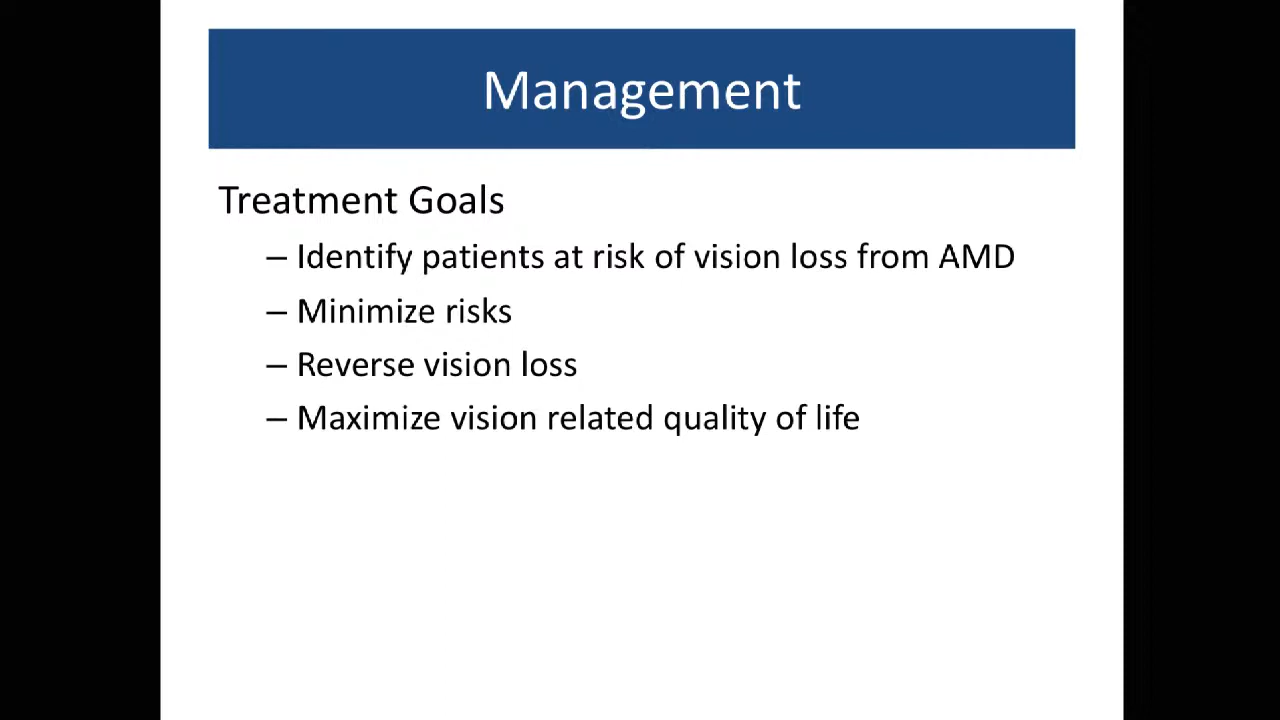 Management
Treatment Goals
– Identify patients at risk of vision loss from AMD
– Minimize risks
– Reverse vision loss
– Maximize vision related quality of life